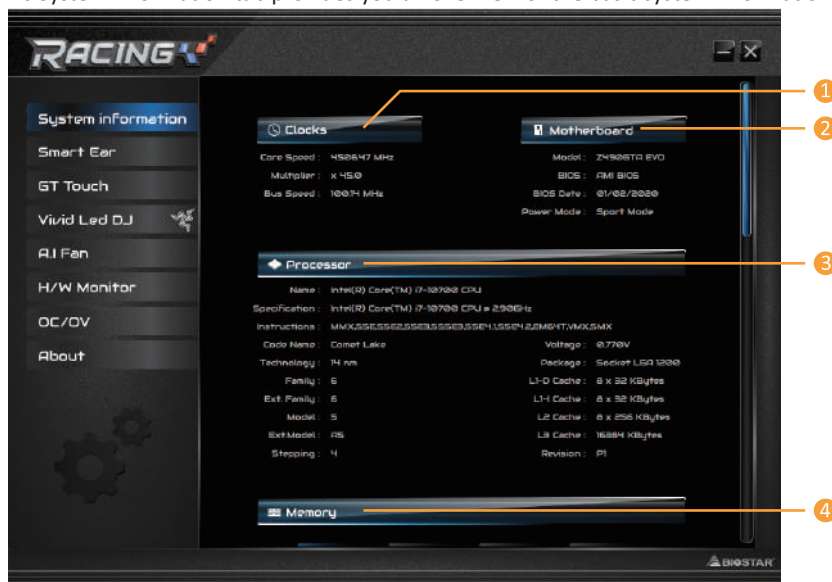 RACING
System information
Smart Ear
GT Touch
Vivid Led DJ
A.I Fan
H/W Monitor
OC/OV
About
Clocks
1
Core Speed : 4506.47 MHz
Multiplier : x 45.0
Bus Speed : 100.14 MHz
Motherboard
2
Model : Z490GTA EVO
BIOS : AMI BIOS
BIOS Date : 01/02/2020
Power Mode : Sport Mode
Processor
3
Name : Intel(R) Core(TM) i7-10700 CPU
Specification : Intel(R) Core(TM) i7-10700 CPU @ 2.90GHz
Instructions : MMX,SSE,SSE2,SSE3,SSSE3,SSE4.1,SSE4.2,EM64T,VMX,SMX
Code Name : Comet Lake
Technology : 14 nm
Family : 6
Ext. Family : 6
Model : 5
Ext.Model : A5
Stepping : 4
Voltage : 0.770V
Package : Socket LGA 1200
L1-D Cache : 8 x 32 KBytes
L1-I Cache : 8 x 32 KBytes
L2 Cache : 8 x 256 KBytes
L3 Cache : 16384 KBytes
Revision : P1
Memory
4
BIOSTAR